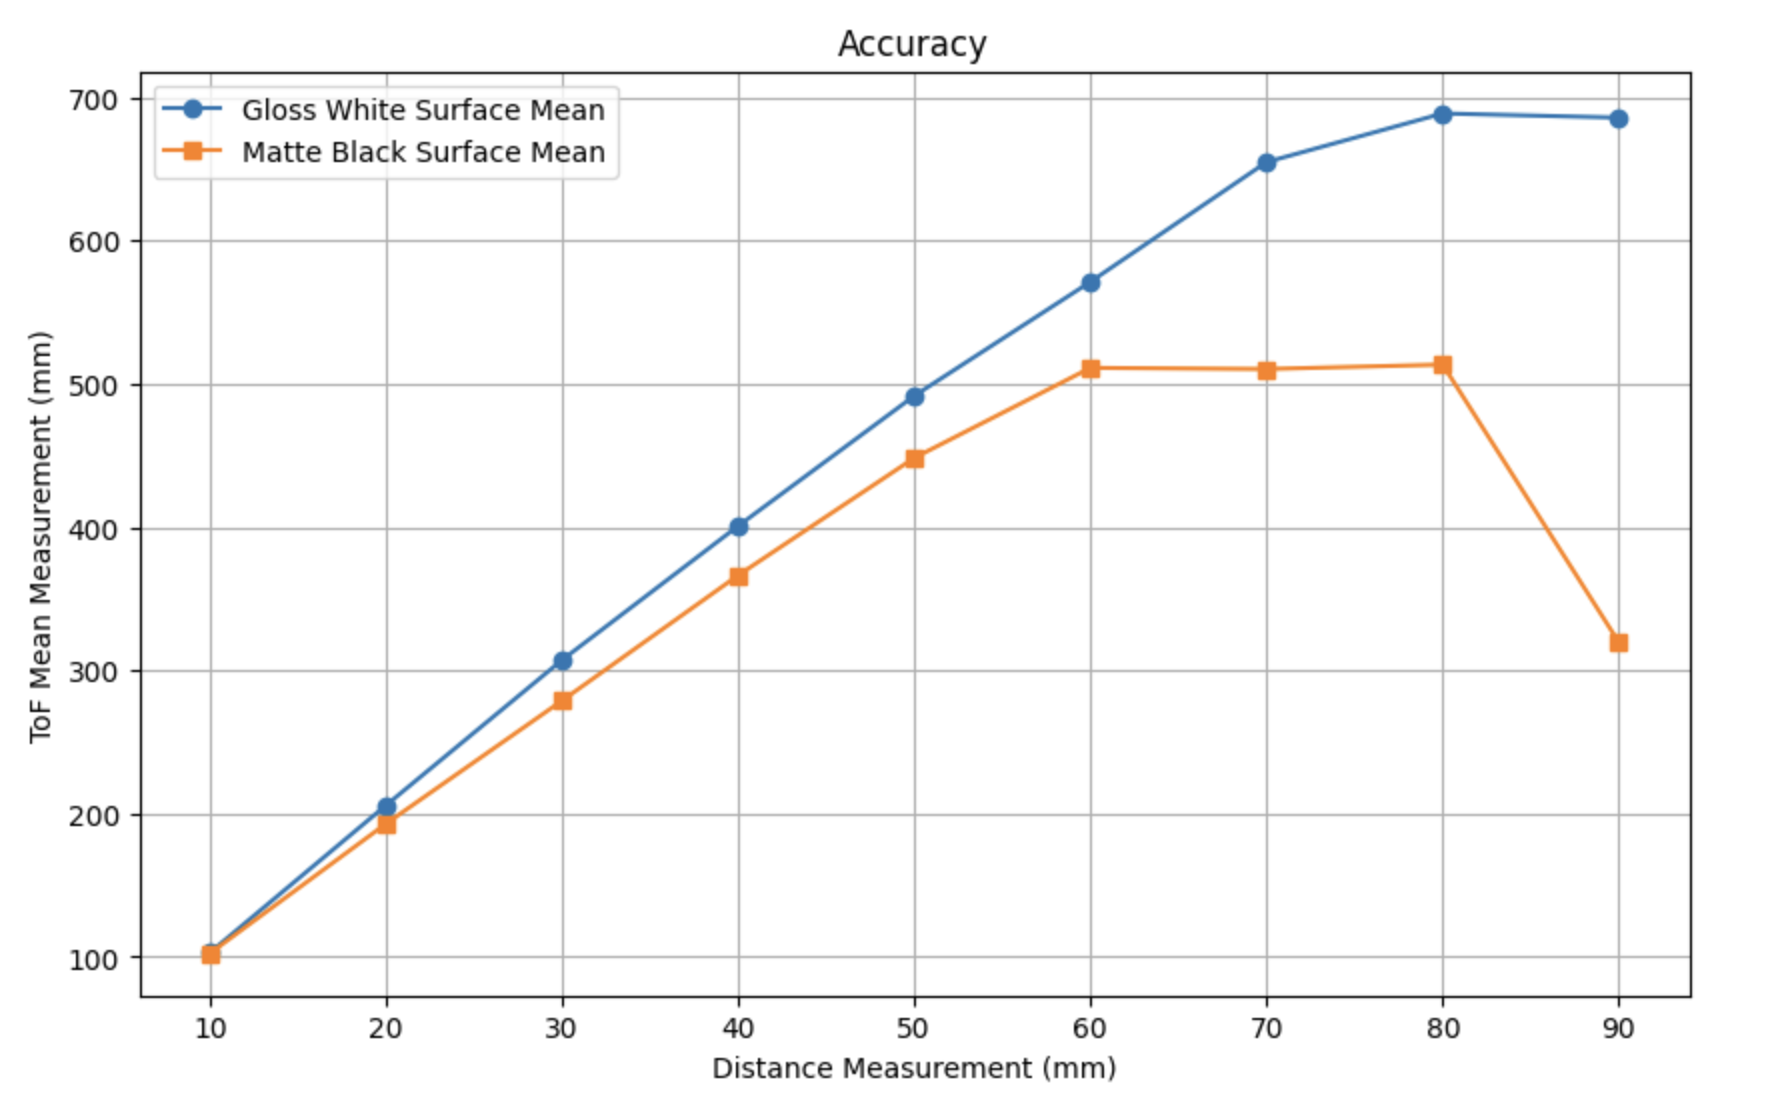 Accuracy
Gloss White Surface Mean
Matte Black Surface Mean
700
600
500
400
300
200
100
ToF Mean Measurement (mm)
10 20 30 40 50 60 70 80 90
Distance Measurement (mm)